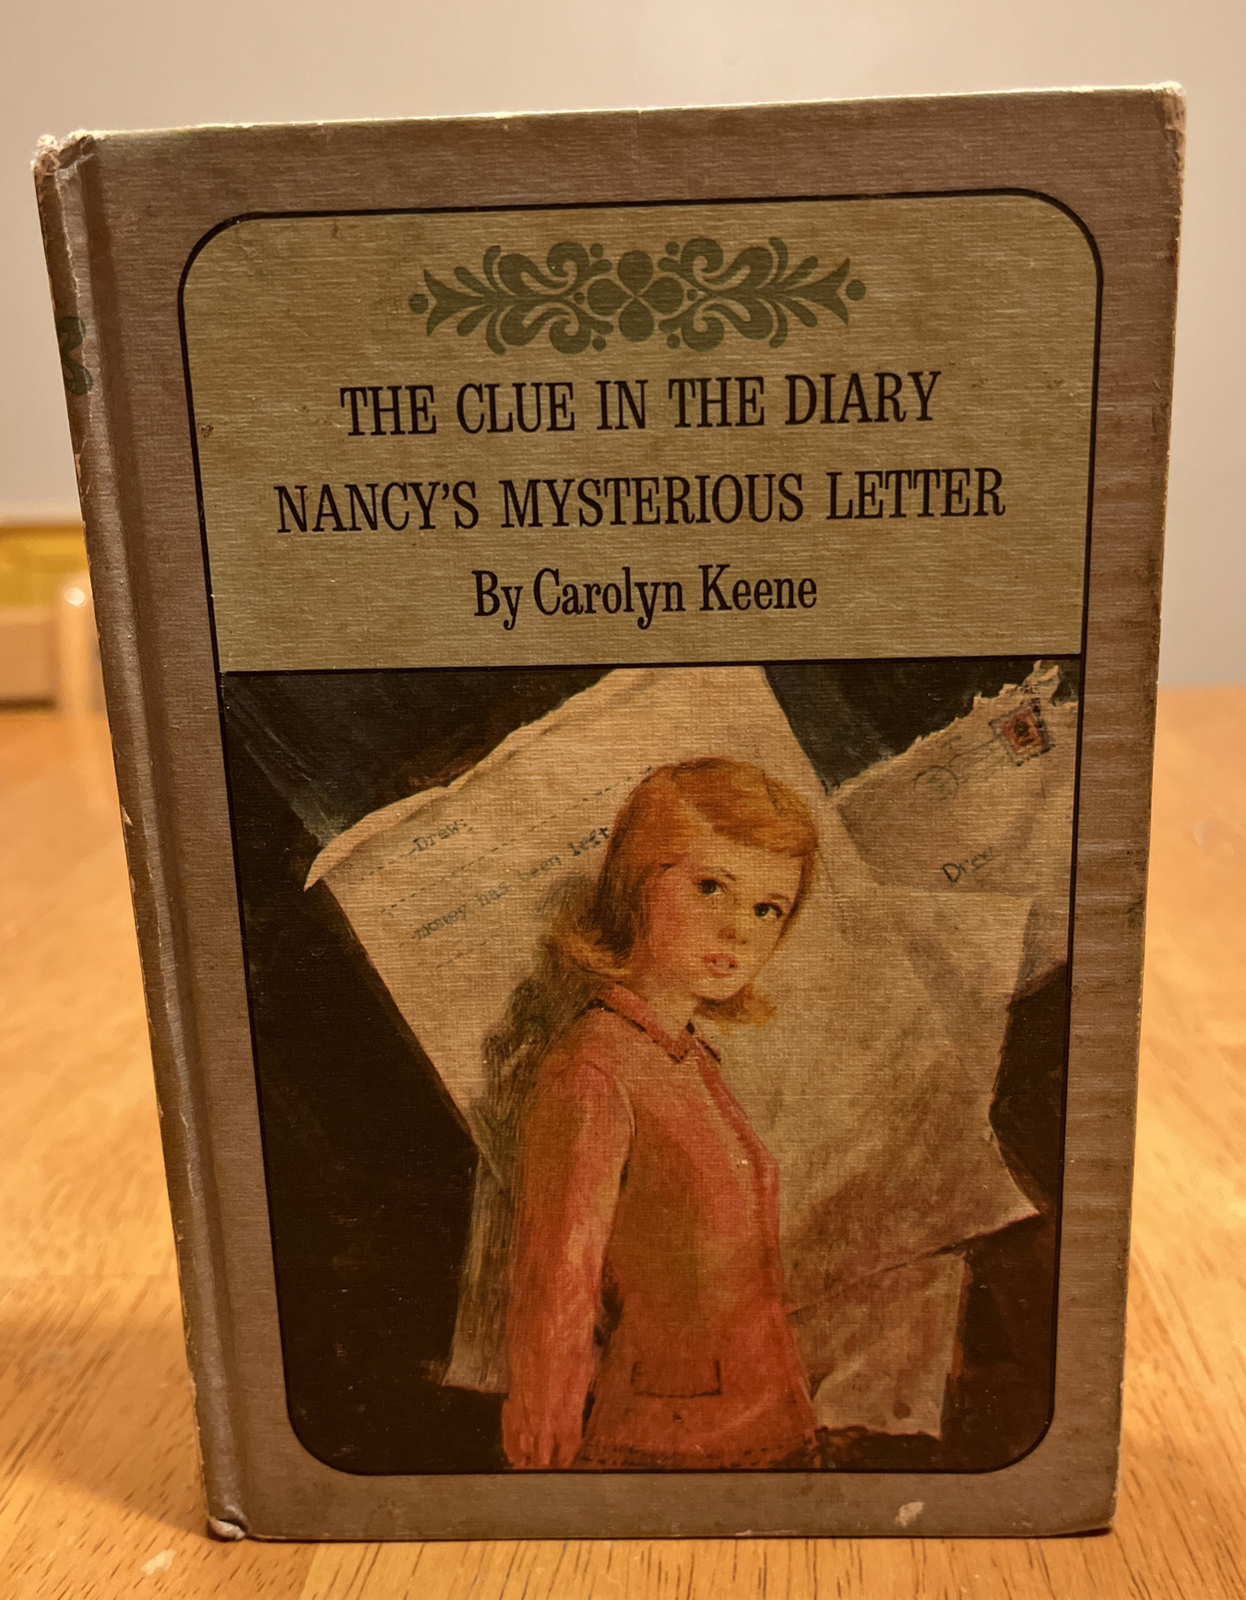 THE CLUE IN THE DIARY
NANCY'S MYSTERIOUS LETTER
By Carolyn Keene
Drew:
money has been left
Drew